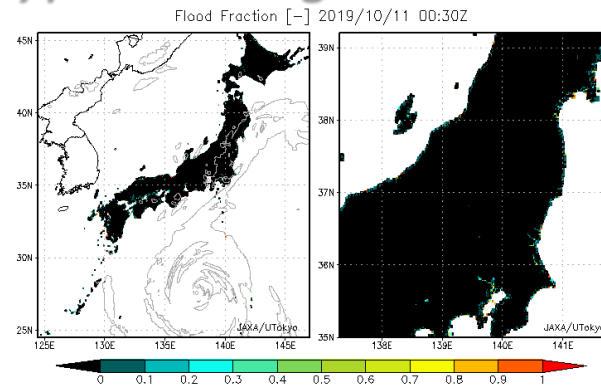 Flood Fraction [-] 2019/10/11 00:30Z
45N
40N
35N
30N
25N
125E
130E
135E
140E
145E
JAXA/UTokyo
39N
38N
37N
36N
35N
138E
139E
140E
141E
JAXA/UTokyo
0 0.1 0.2 0.3 0.4 0.5 0.6 0.7 0.8 0.9